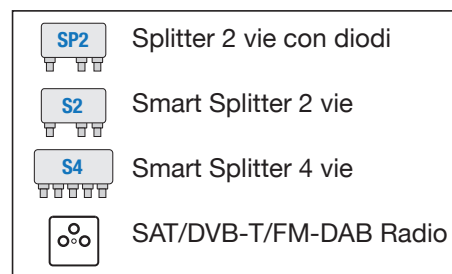 SP2 Splitter 2 vie con diodi
S2 Smart Splitter 2 vie
S4 Smart Splitter 4 vie
SAT/DVB-T/FM-DAB Radio